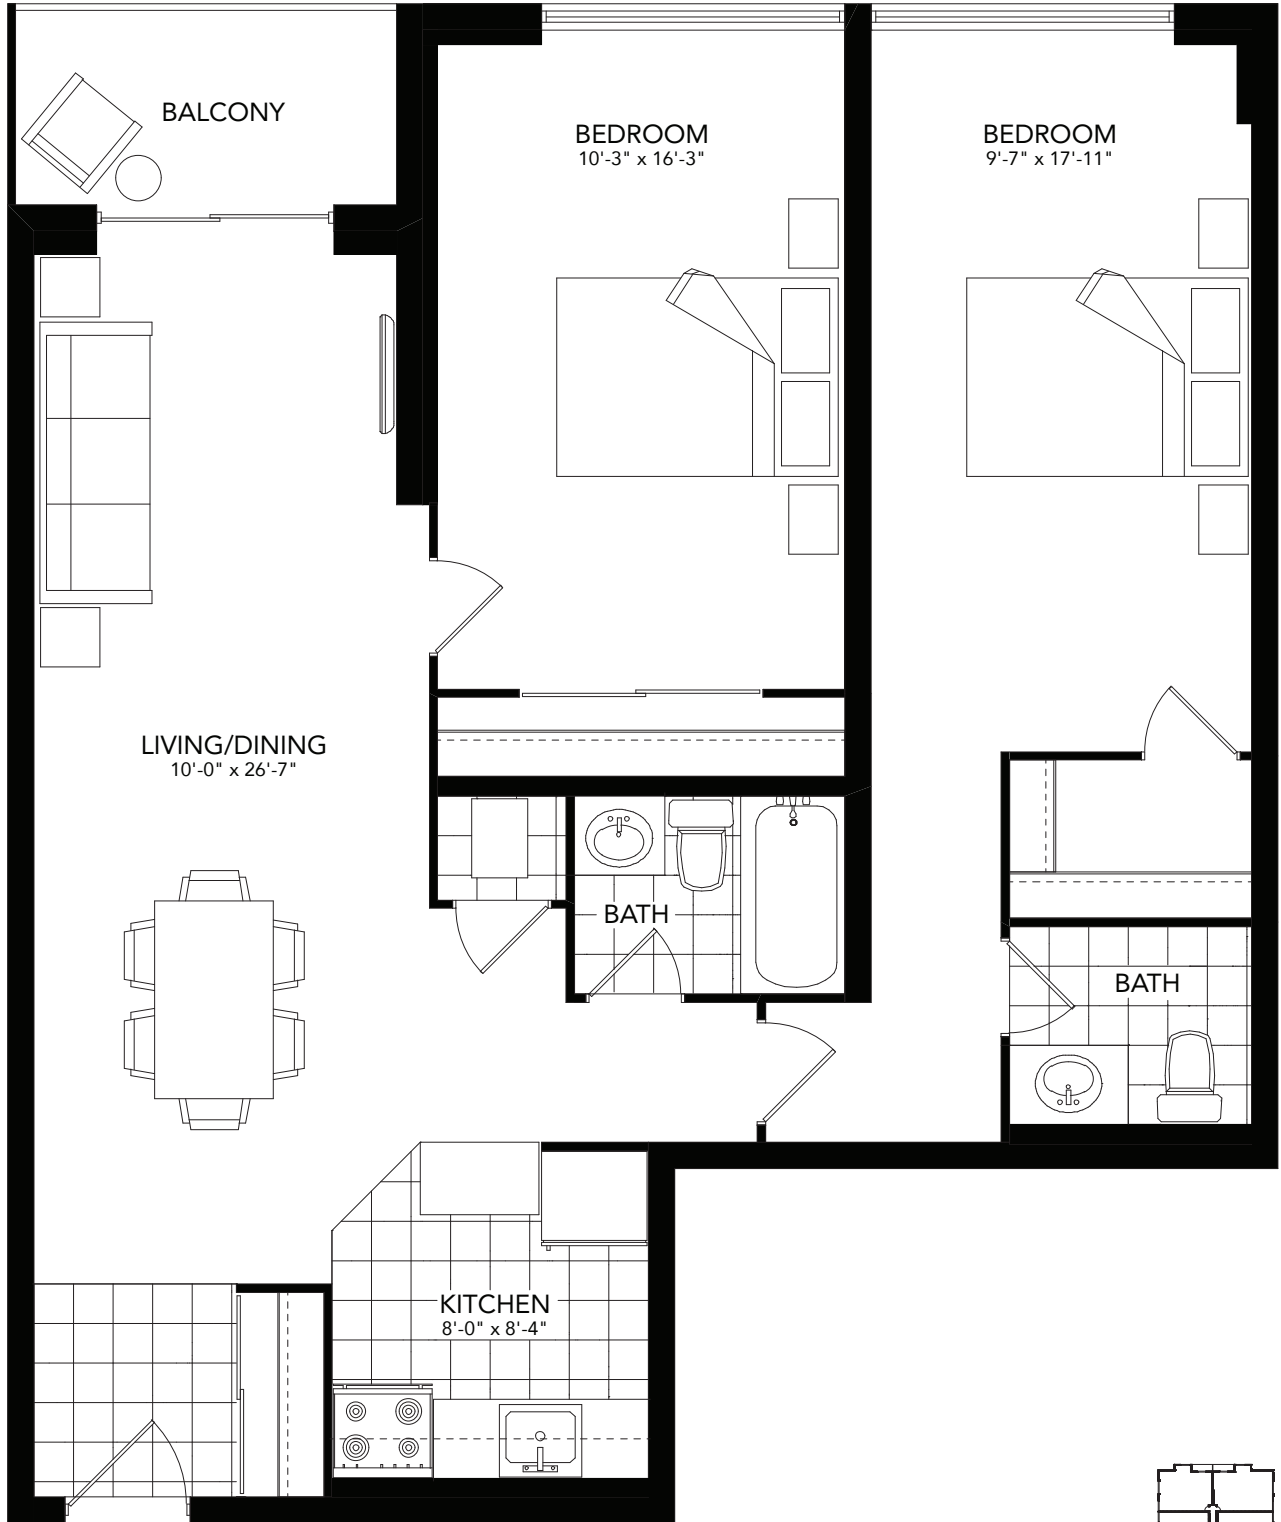 BALCONY
BEDROOM
10'-3" x 16'-3"
BEDROOM
9'-7" x 17'-11"
LIVING/DINING
10'-0" x 26'-7"
BATH
BATH
KITCHEN
8'-0" x 8'-4"